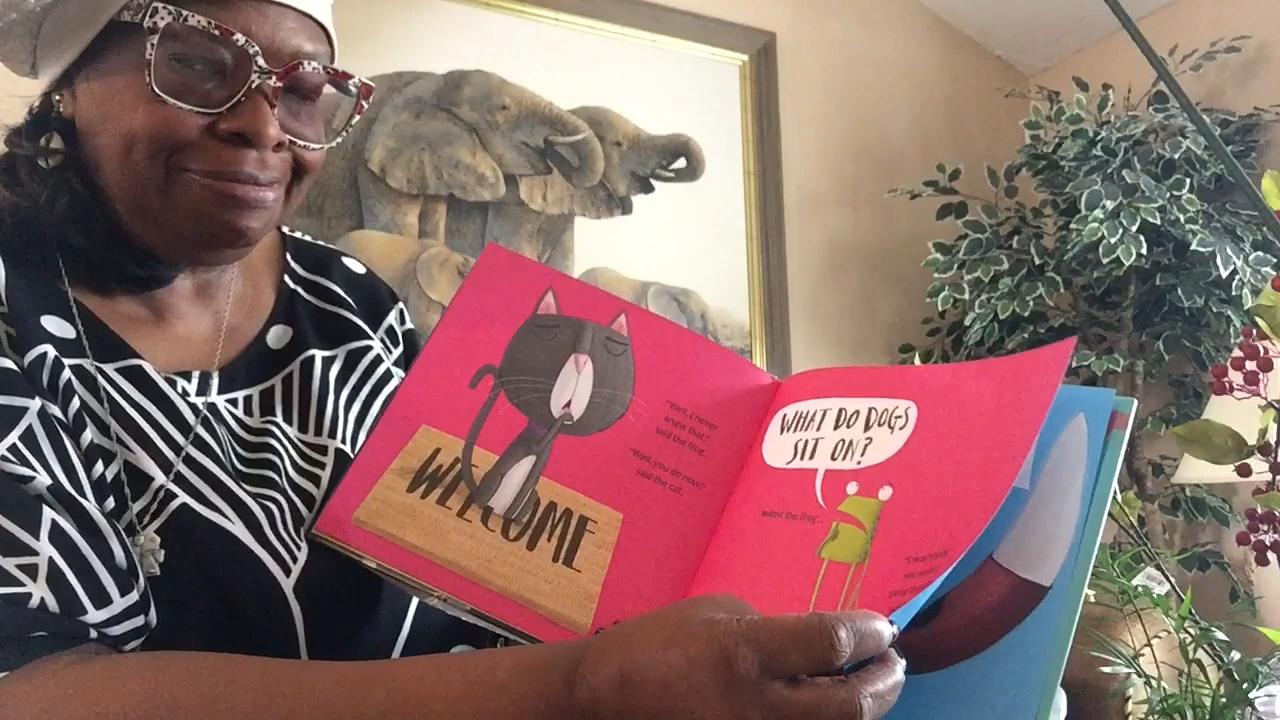 "Well, I never
knew that,"
said the frog.
"Well, you do now,"
said the cat.
WELCOME
WHAT DO DOGS
SIT ON?
asked the frog.